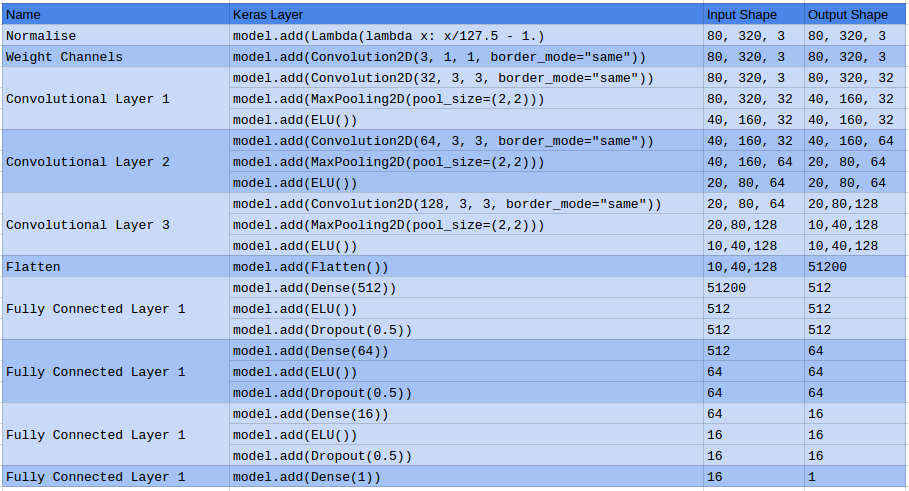 Name Keras Layer Input Shape Output Shape
Normalise model.add(Lambda(lambda x: x/127.5 - 1.) 80, 320, 3 80, 320, 3
Weight Channels model.add(Convolution2D(3, 1, 1, border_mode="same")) 80, 320, 3 80, 320, 3
model.add(Convolution2D(32, 3, 3, border_mode="same")) 80, 320, 3 80, 320, 32
Convolutional Layer 1 model.add(MaxPooling2D(pool_size=(2,2))) 80, 320, 32 40, 160, 32
model.add(ELU()) 40, 160, 32 40, 160, 32
model.add(Convolution2D(64, 3, 3, border_mode="same")) 40, 160, 32 40, 160, 64
Convolutional Layer 2 model.add(MaxPooling2D(pool_size=(2,2))) 40, 160, 64 20, 80, 64
model.add(ELU()) 20, 80, 64 20, 80, 64
model.add(Convolution2D(128, 3, 3, border_mode="same")) 20, 80, 64 20,80,128
Convolutional Layer 3 model.add(MaxPooling2D(pool_size=(2,2))) 20,80,128 10,40,128
model.add(ELU()) 10,40,128 10,40,128
Flatten model.add(Flatten()) 10,40,128 51200
model.add(Dense(512)) 51200 512
Fully Connected Layer 1 model.add(ELU()) 512 512
model.add(Dropout(0.5)) 512 512
model.add(Dense(64)) 512 64
Fully Connected Layer 1 model.add(ELU()) 64 64
model.add(Dropout(0.5)) 64 64
model.add(Dense(16)) 64 16
Fully Connected Layer 1 model.add(ELU()) 16 16
model.add(Dropout(0.5)) 16 16
Fully Connected Layer 1 model.add(Dense(1)) 16 1